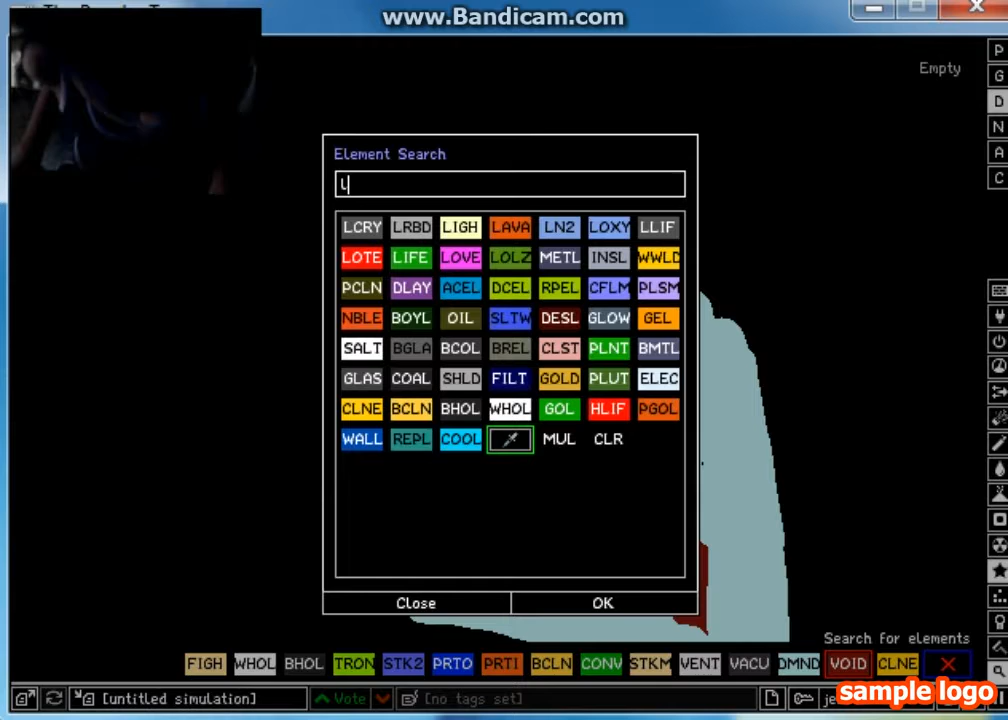 www.Bandicam.com
Empty
P
G
D
N
A
C
Element Search
l
LCRY LRBD LIGH LAVA LN2 LOXY LLIF
LOTE LIFE LOVE LOLZ METL INSL WWLD
PCLN DLAY ACEL DCEL RPEL CFLM PLSM
NBLE BOYL OIL SLTW DESL GLOW GEL
SALT BGLA BCOL BREL CLST PLNT BMTL
GLAS COAL SHLD FILT GOLD PLUT ELEC
CLNE BCLN BHOL WHOL GOL HLIF PGOL
WALL REPL COOL MUL CLR
Close OK
Search for elements
FIGH WHOL BHOL TRON STK2 PRTO PRTI BCLN CONV STKM VENT VACU DMND VOID CLNE
[untitled simulation] Vote [no tags set] je
sample logo